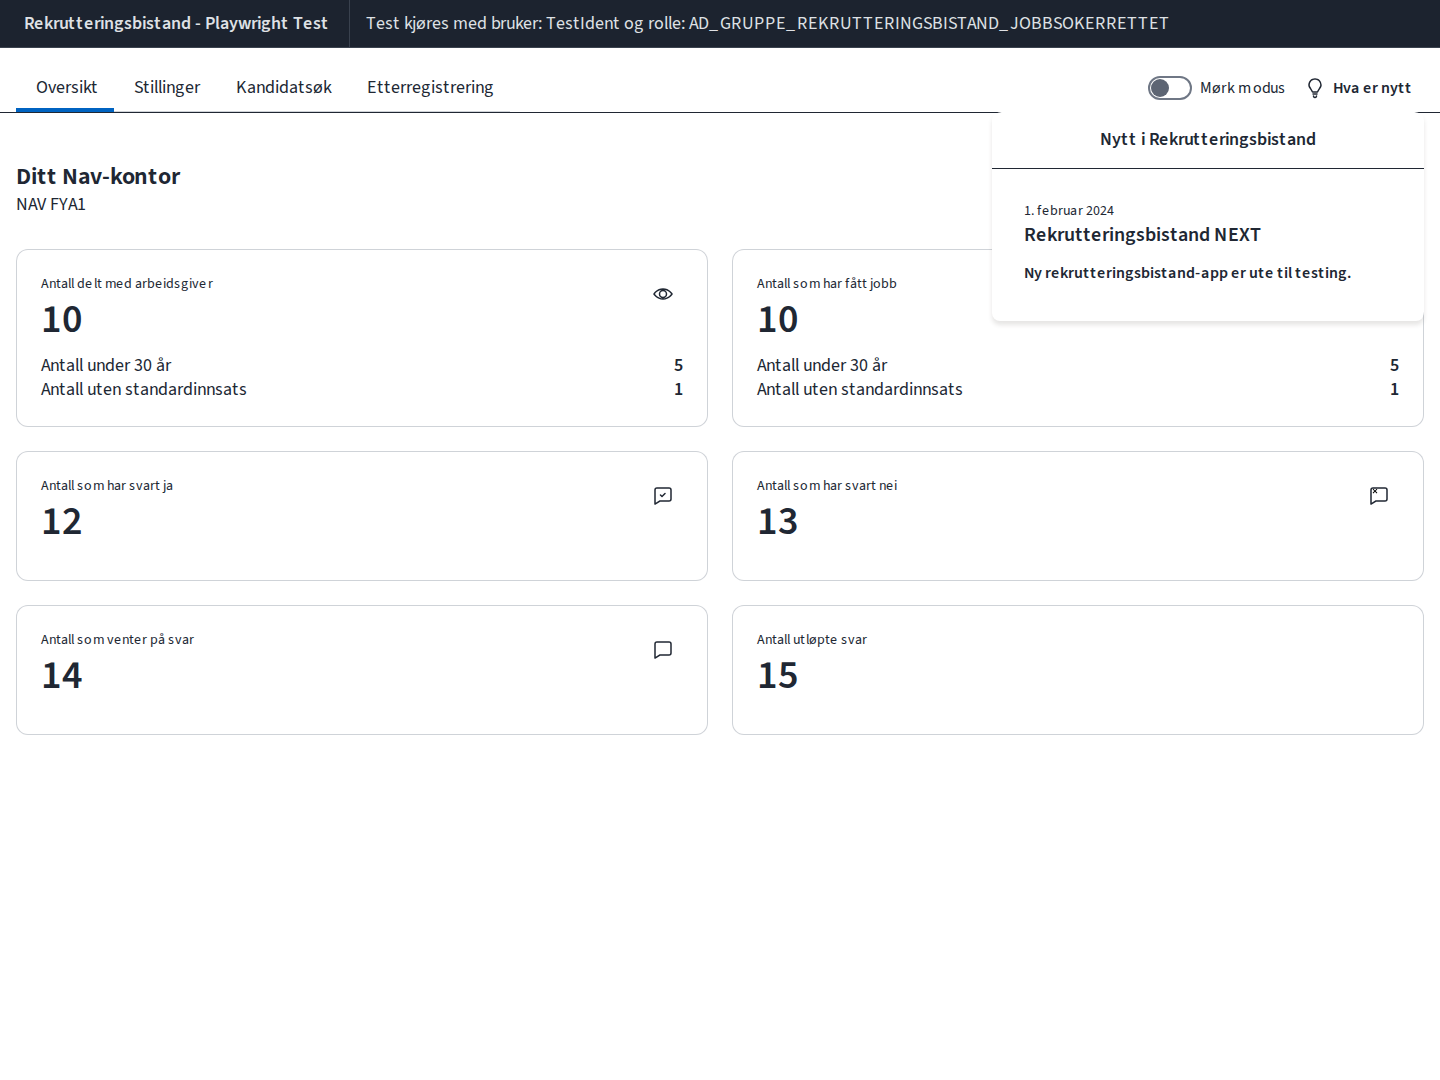 Rekrutteringsbistand - Playwright Test
Test kjøres med bruker: TestIdent og rolle: AD_GRUPPE_REKRUTTERINGSBISTAND_JOBBSOKERRETTET
Oversikt
Stillinger
Kandidatsøk
Etterregistrering
Mørk modus
Hva er nytt
Nytt i Rekrutteringsbistand
1. februar 2024
Rekrutteringsbistand NEXT
Ny rekrutteringsbistand-app er ute til testing.
Ditt Nav-kontor
NAV FYA1
Antall delt med arbeidsgiver
10
Antall under 30 år 5
Antall uten standardinnsats 1
Antall som har fått jobb
10
Antall under 30 år 5
Antall uten standardinnsats 1
Antall som har svart ja
12
Antall som har svart nei
13
Antall som venter på svar
14
Antall utløpte svar
15